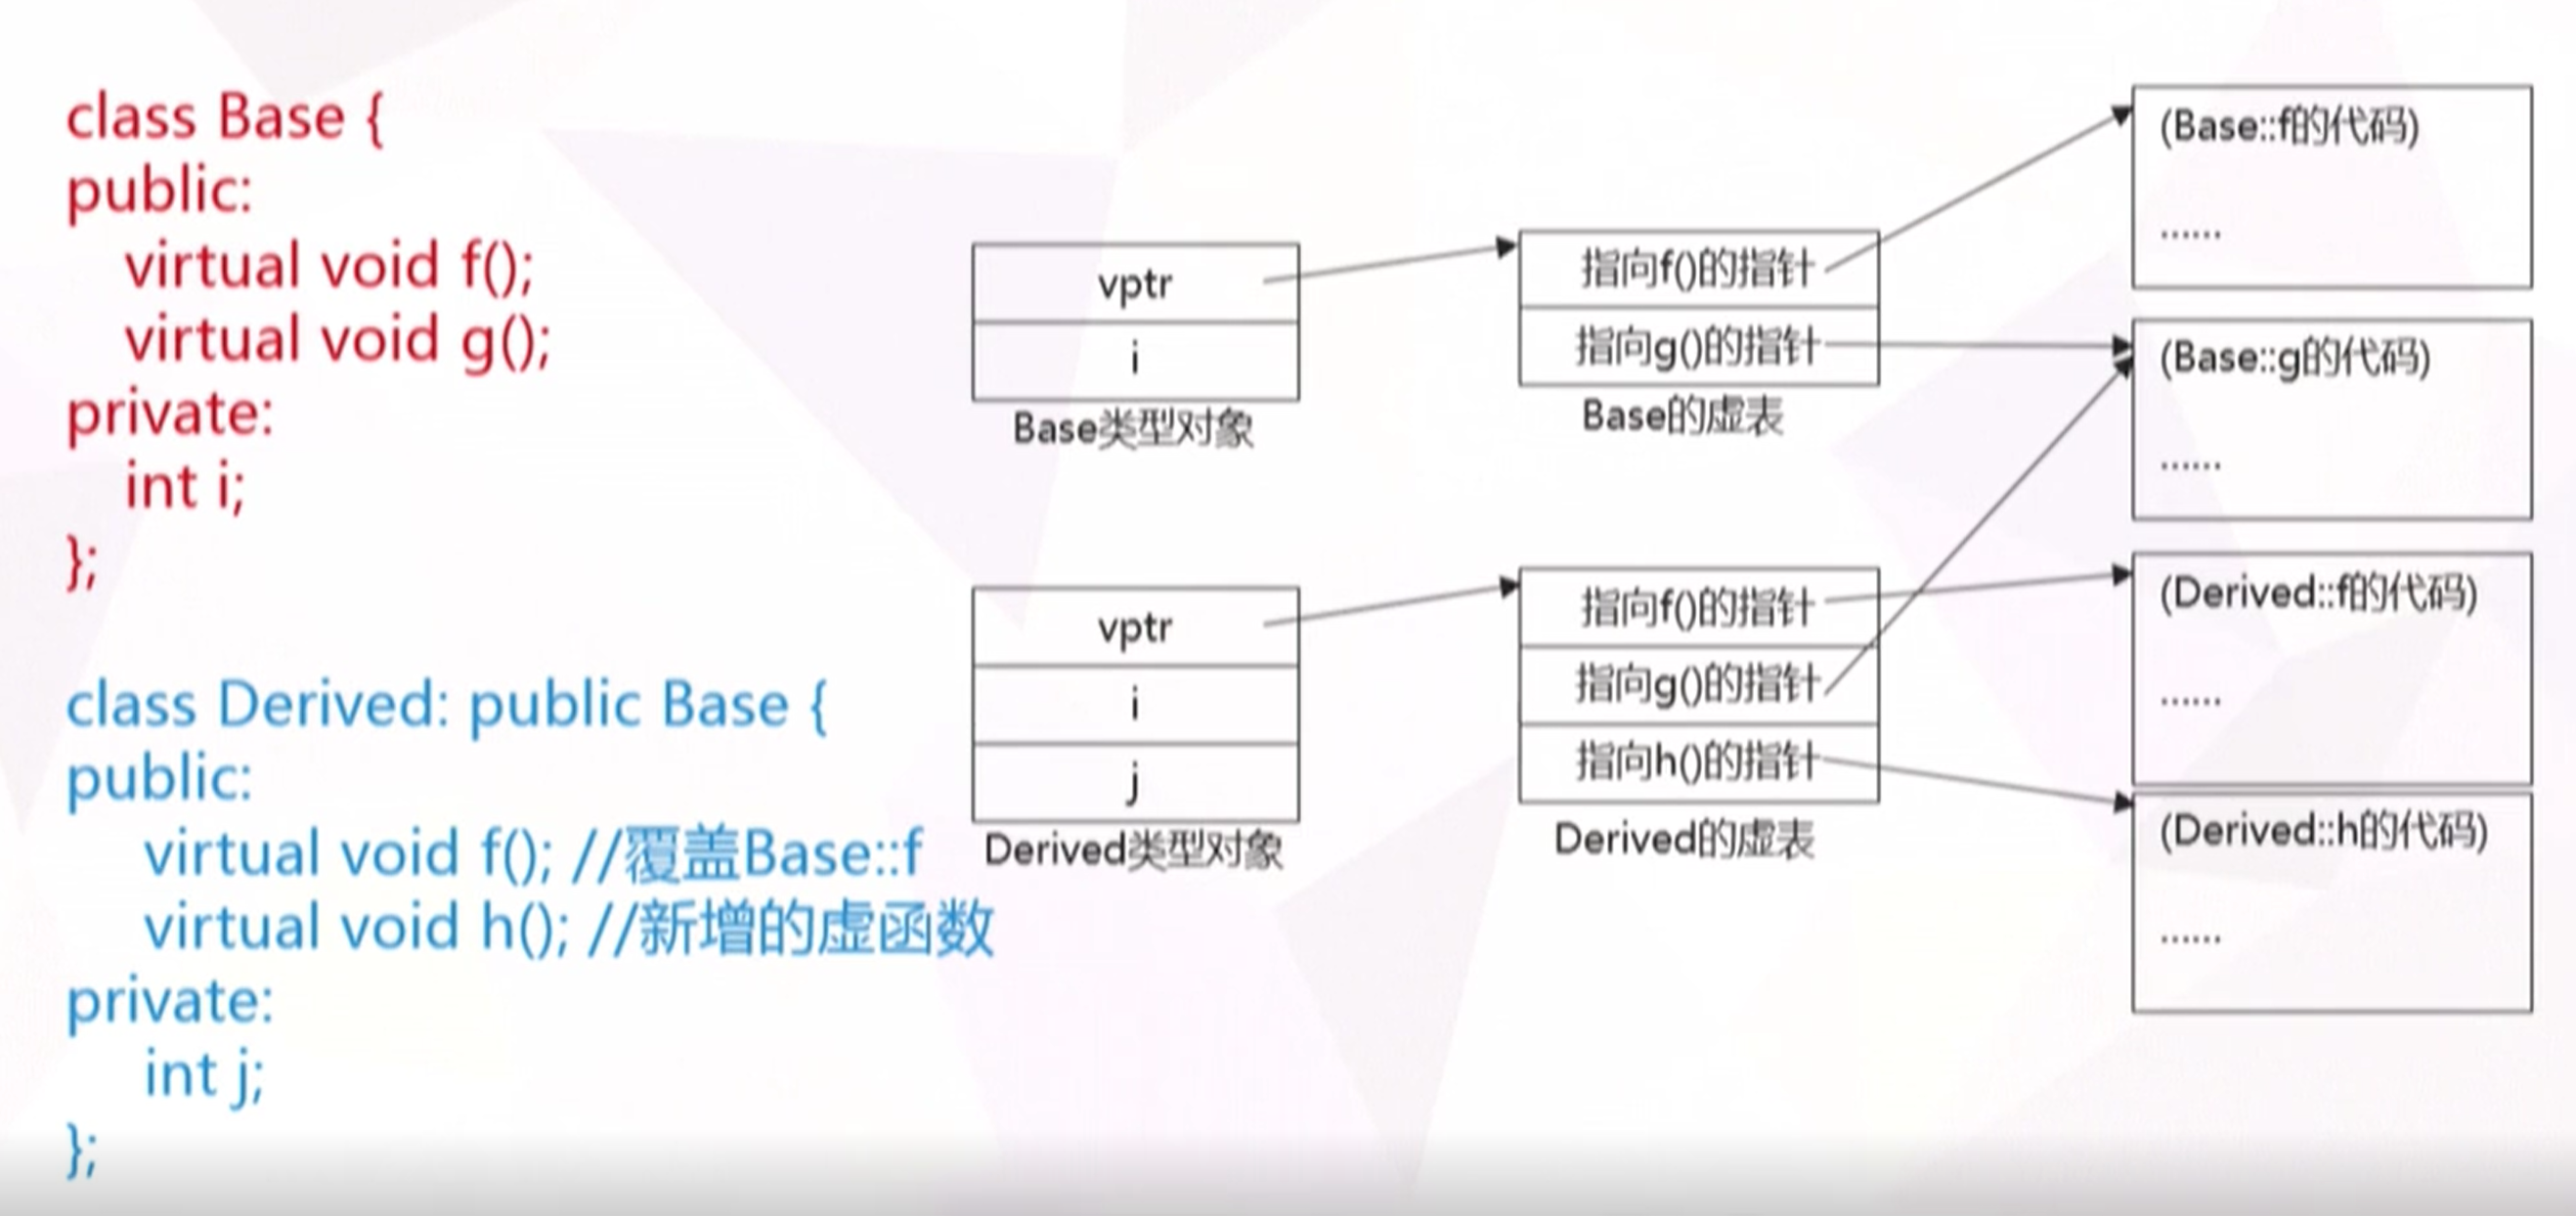 class Base {
public:
virtual void f();
virtual void g();
private:
int i;
};
class Derived: public Base {
public:
virtual void f(); //覆盖Base::f
virtual void h(); //新增的虚函数
private:
int j;
};
vptr
i
Base类型对象
指向f()的指针
指向g()的指针
Base的虚表
vptr
i
j
Derived类型对象
指向f()的指针
指向g()的指针
指向h()的指针
Derived的虚表
(Base::f的代码)
......
(Base::g的代码)
......
(Derived::f的代码)
......
(Derived::h的代码)
......